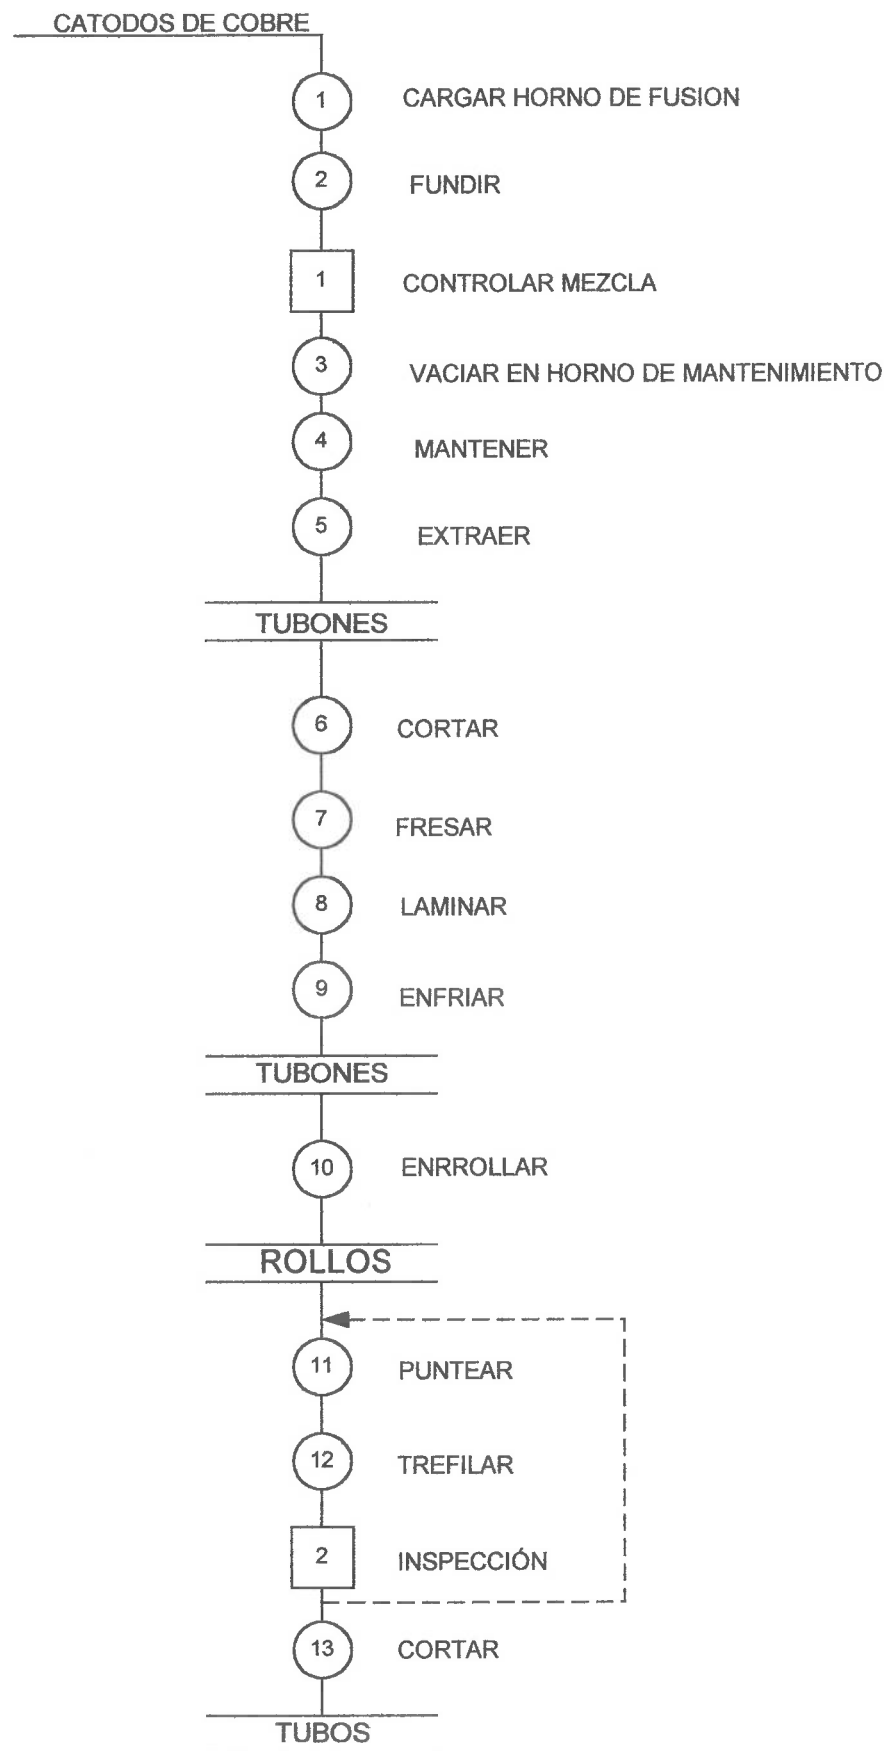 CATODOS DE COBRE
1 CARGAR HORNO DE FUSION
2 FUNDIR
1 CONTROLAR MEZCLA
3 VACIAR EN HORNO DE MANTENIMIENTO
4 MANTENER
5 EXTRAER
TUBONES
6 CORTAR
7 FRESAR
8 LAMINAR
9 ENFRIAR
TUBONES
10 ENRROLLAR
ROLLOS
11 PUNTEAR
12 TREFILAR
2 INSPECCIÓN
13 CORTAR
TUBOS